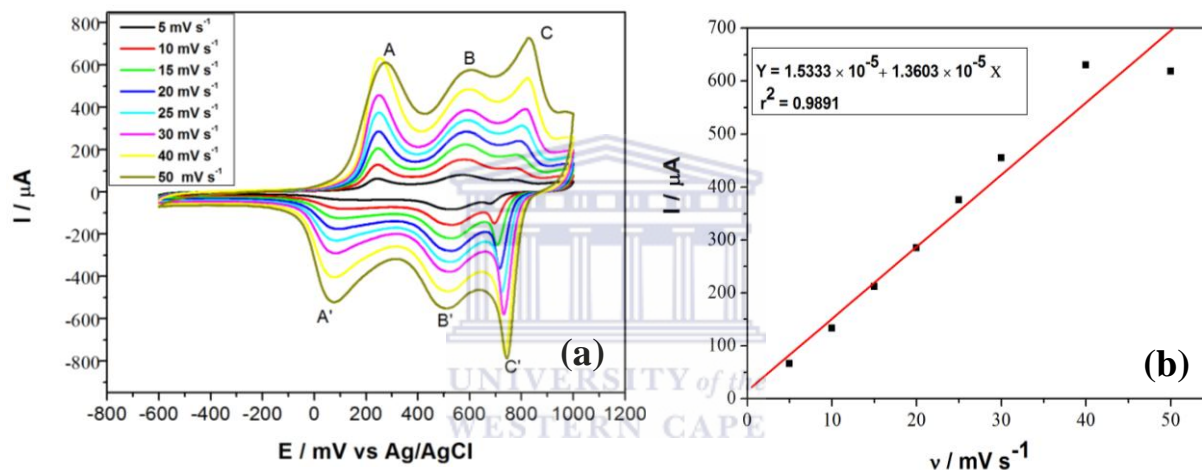 800
600
400
200
0
-200
-400
-600
-800
I / µA
5 mV s-1
10 mV s-1
15 mV s-1
20 mV s-1
25 mV s-1
30 mV s-1
40 mV s-1
50 mV s-1
A
B
C
A'
B'
C'
(a)
-800 -600 -400 -200 0 200 400 600 800 1000 1200
E / mV vs Ag/AgCl
UNIVERSITY of the
WESTERN CAPE
700
600
500
400
300
200
100
0
I / µA
Y = 1.5333 × 10-5 + 1.3603 × 10-5 X
r2 = 0.9891
(b)
0 10 20 30 40 50
ν / mV s-1